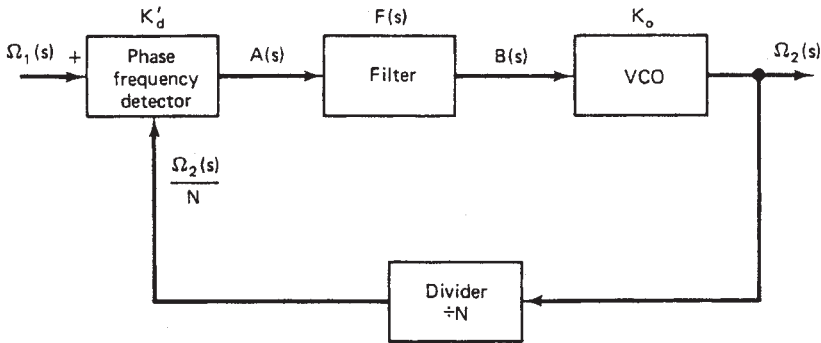 K′d F(s) Ko
Ω1(s) + Phase frequency detector A(s) Filter B(s) VCO Ω2(s)
Ω2(s)
N
Divider
÷N